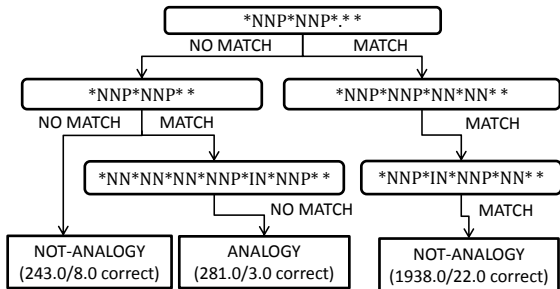 *NNP*NNP*.* *
NO MATCH MATCH
*NNP*NNP* * *NNP*NNP*NN*NN* *
NO MATCH MATCH MATCH
*NN*NN*NN*NNP*IN*NNP* * *NNP*IN*NNP*NN* *
NO MATCH MATCH
NOT-ANALOGY ANALOGY NOT-ANALOGY
(243.0/8.0 correct) (281.0/3.0 correct) (1938.0/22.0 correct)